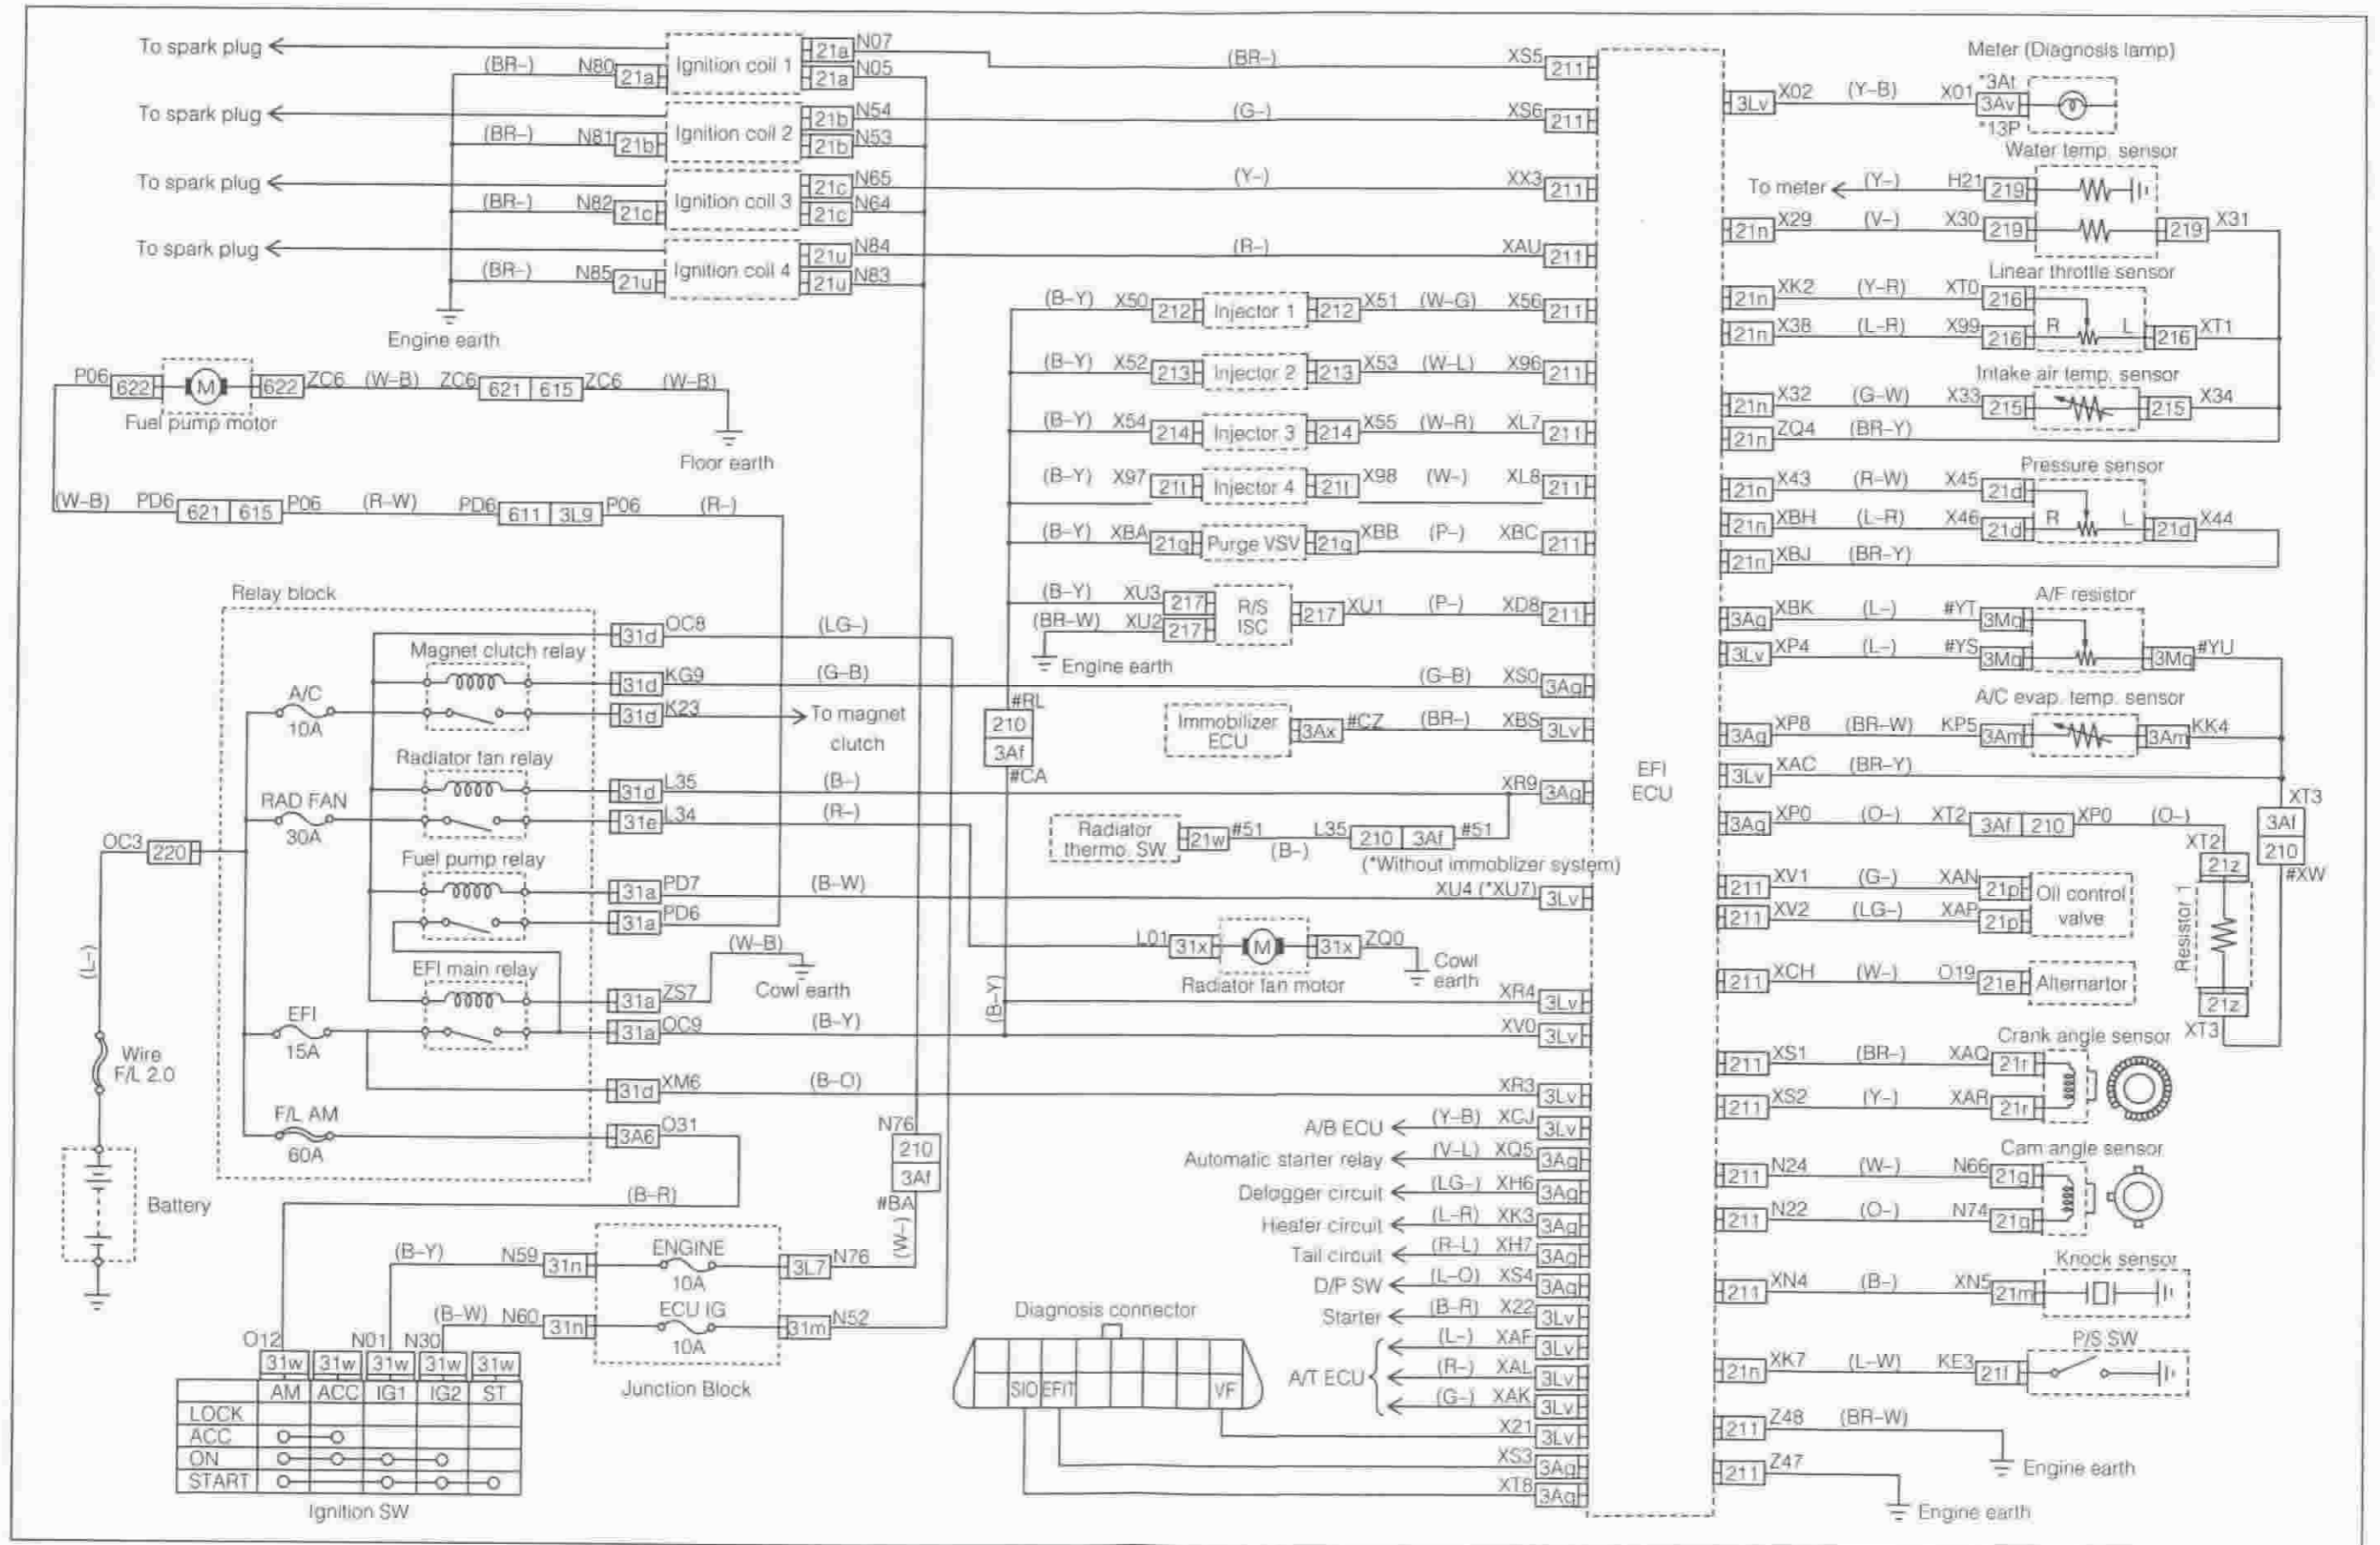 To spark plug
(BR–) N80 21a Ignition coil 1 21a N07
21a N05
(BR–) XS5 211
To spark plug
(BR–) N81 21b Ignition coil 2 21b N54
21b N53
(G–) XS6 211
To spark plug
(BR–) N82 21c Ignition coil 3 21c N65
21c N64
(Y–) XX3 211
To spark plug
(BR–) N85 21u Ignition coil 4 21u N84
21u N83
(R–) XAU 211
Engine earth
P06 622 M 622 ZC6 (W–B) ZC6 621 615 ZC6 (W–B)
Fuel pump motor
Floor earth
(W–B) PD6 621 615 P06 (R–W) PD6 611 3L9 P06 (R–)
(B–Y) X50 212 Injector 1 212 X51 (W–G) X56 211
(B–Y) X52 213 Injector 2 213 X53 (W–L) X96 211
(B–Y) X54 214 Injector 3 214 X55 (W–R) XL7 211
(B–Y) X97 21t Injector 4 21t X98 (W–) XL8 211
(B–Y) XBA 21q Purge VSV 21q XBB (P–) XBC 211
(B–Y) XU3 217 R/S ISC 217 XU1 (P–) XD8 211
(BR–W) XU2 217
Engine earth
Relay block
31d OC8 (LG–)
Magnet clutch relay
31d KG9 (G–B) (G–B) XS0 3Ag
A/C
10A
31d K23 To magnet
clutch
#RL
210
3Af
#CA
Immobilizer
ECU
3Ax #CZ (BR–) XBS 3Lv
Radiator fan relay
31d L35 (B–) XR9 3Ag
RAD FAN
30A
31e L34 (R–)
Radiator
thermo. SW
21w #51 (B–) L35 210 3Af #51
(*Without immoblizer system)
Fuel pump relay
31a PD7 (B–W) XU4 (*XU7) 3Lv
31a PD6
L01 31x M 31x ZQ0
Radiator fan motor
Cowl
earth
OC3 220
(L–)
(W–B)
Cowl earth
EFI main relay
31a ZS7
EFI
15A
31a OC9 (B–Y)
(B–Y)
XR4 3Lv
XV0 3Lv
31d XM6 (B–O) XR3 3Lv
Wire
F/L 2.0
F/L AM
60A
3A6 O31
Battery
(B–R)
N76
210
3Af
#BA
(W–)
(B–Y) N59 31n ENGINE
10A
3L7 N76
(B–W) N60 31n ECU IG
10A
31m N52
Junction Block
O12 N01 N30
31w 31w 31w 31w 31w
AM ACC IG1 IG2 ST
LOCK
ACC
ON
START
Ignition SW
A/B ECU (Y–B) XCJ 3Lv
Automatic starter relay (V–L) XQ5 3Ag
Defogger circuit (LG–) XH6 3Ag
Heater circuit (L–R) XK3 3Ag
Tail circuit (R–L) XH7 3Ag
D/P SW (L–O) XS4 3Ag
Starter (B–R) X22 3Lv
A/T ECU (L–) XAF 3Lv
(R–) XAL 3Lv
(G–) XAK 3Lv
X21 3Lv
XS3 3Ag
XT8 3Ag
Diagnosis connector
SIO EFIT VF
EFI
ECU
Meter (Diagnosis lamp)
3Lv X02 (Y–B) X01 *3At
3Av
*13P
Water temp. sensor
To meter (Y–) H21 219
21n X29 (V–) X30 219 219 X31
Linear throttle sensor
21n XK2 (Y–R) XT0 216
21n X38 (L–R) X99 216 R L 216 XT1
Intake air temp. sensor
21n X32 (G–W) X33 215 215 X34
21n ZQ4 (BR–Y)
Pressure sensor
21n X43 (R–W) X45 21d
21n XBH (L–R) X46 21d R L 21d X44
21n XBJ (BR–Y)
A/F resistor
3Ag XBK (L–) #YT 3Mq
3Lv XP4 (L–) #YS 3Mq 3Mq #YU
A/C evap. temp. sensor
3Ag XP8 (BR–W) KP5 3Am 3Am KK4
3Lv XAC (BR–Y)
3Ag XP0 (O–) XT2 3Af 210 XP0 (O–)
XT3
3Af
210
#XW
XT2
21z
Resistor 1
21z
XT3
211 XV1 (G–) XAN 21p Oil control
valve
211 XV2 (LG–) XAP 21p
211 XCH (W–) O19 21e Alternartor
Crank angle sensor
211 XS1 (BR–) XAQ 21r
211 XS2 (Y–) XAR 21r
Cam angle sensor
211 N24 (W–) N66 21g
211 N22 (O–) N74 21g
Knock sensor
211 XN4 (B–) XN5 21m
P/S SW
21n XK7 (L–W) KE3 21f
211 Z48 (BR–W)
Engine earth
211 Z47
Engine earth